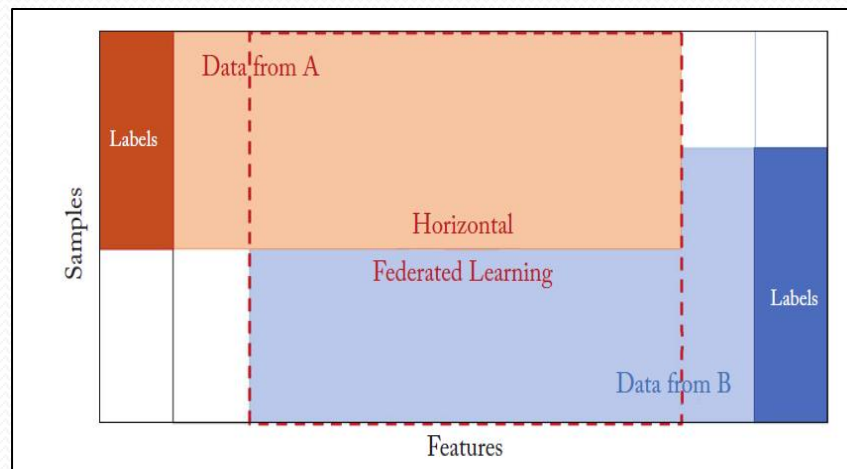 Data from A
Labels
Samples
Horizontal
Federated Learning
Labels
Data from B
Features